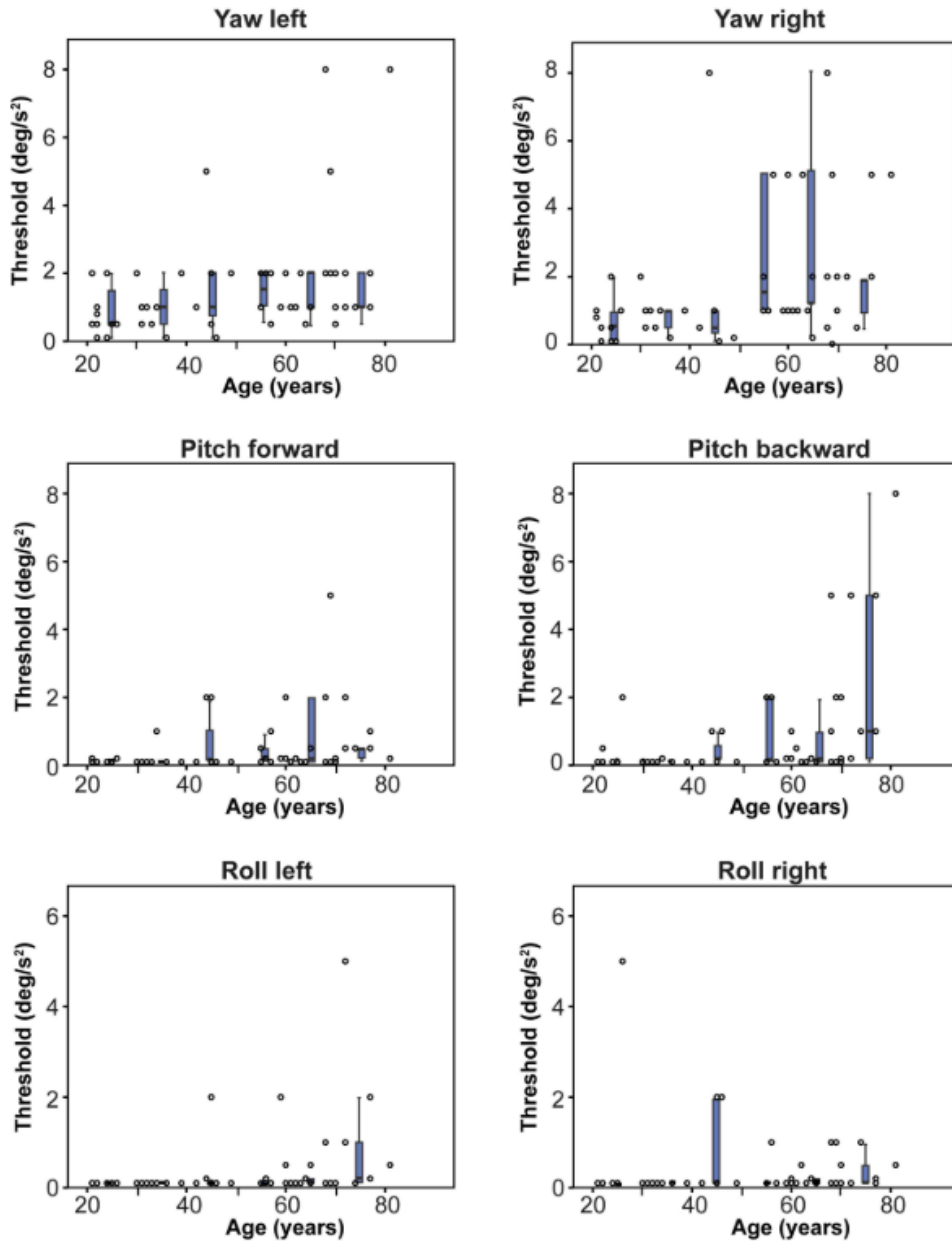 Yaw left
Threshold (deg/s²)
8
6
4
2
0
20 40 60 80
Age (years)
Yaw right
Threshold (deg/s²)
8
6
4
2
0
20 40 60 80
Age (years)
Pitch forward
Threshold (deg/s²)
8
6
4
2
0
20 40 60 80
Age (years)
Pitch backward
Threshold (deg/s²)
8
6
4
2
0
20 40 60 80
Age (years)
Roll left
Threshold (deg/s²)
6
4
2
0
20 40 60 80
Age (years)
Roll right
Threshold (deg/s²)
6
4
2
0
20 40 60 80
Age (years)